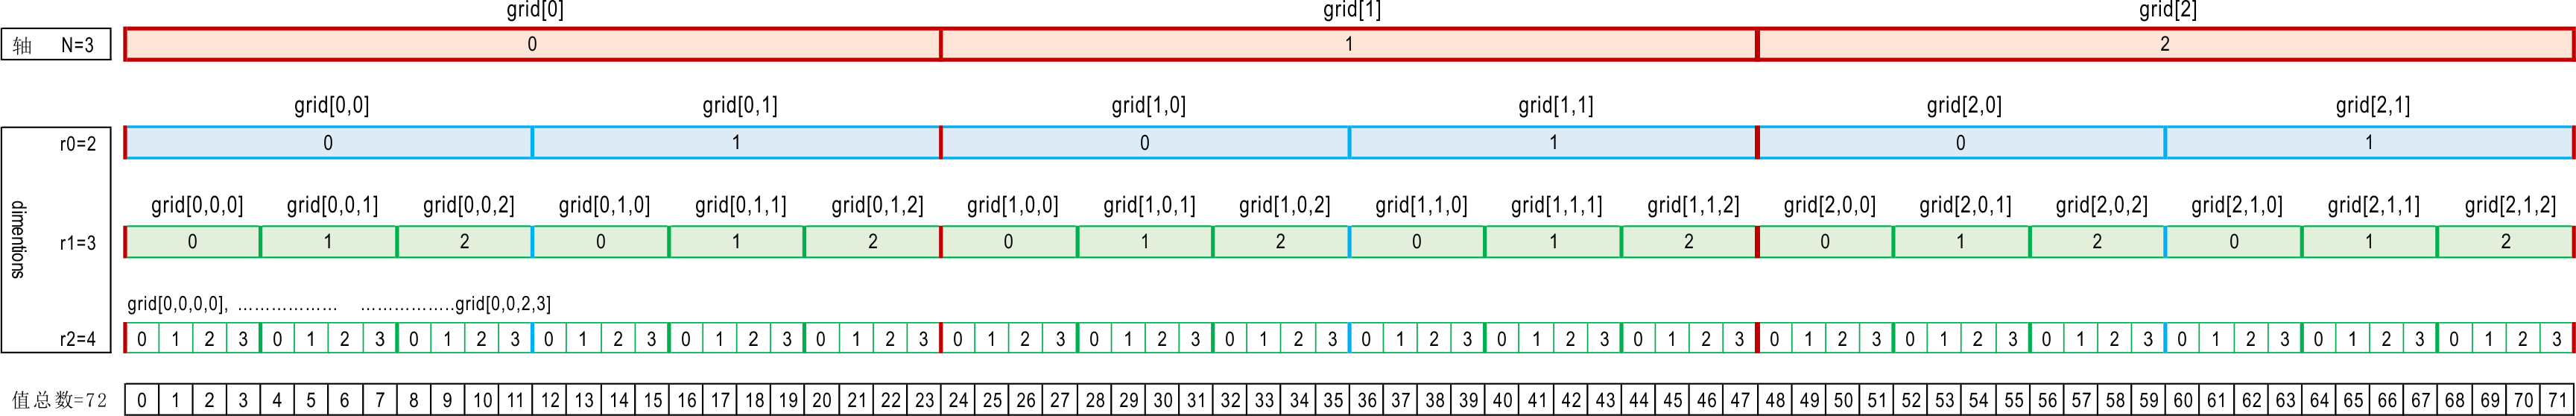 grid[0] grid[1] grid[2]
轴 N=3 0 1 2
grid[0,0] grid[0,1] grid[1,0] grid[1,1] grid[2,0] grid[2,1]
r0=2 0 1 0 1 0 1
dimentions
grid[0,0,0] grid[0,0,1] grid[0,0,2] grid[0,1,0] grid[0,1,1] grid[0,1,2] grid[1,0,0] grid[1,0,1] grid[1,0,2] grid[1,1,0] grid[1,1,1] grid[1,1,2] grid[2,0,0] grid[2,0,1] grid[2,0,2] grid[2,1,0] grid[2,1,1] grid[2,1,2]
r1=3 0 1 2 0 1 2 0 1 2 0 1 2 0 1 2 0 1 2
grid[0,0,0,0], .................. .................grid[0,0,2,3]
r2=4 0 1 2 3 0 1 2 3 0 1 2 3 0 1 2 3 0 1 2 3 0 1 2 3 0 1 2 3 0 1 2 3 0 1 2 3 0 1 2 3 0 1 2 3 0 1 2 3 0 1 2 3 0 1 2 3 0 1 2 3 0 1 2 3 0 1 2 3 0 1 2 3
值总数=72 0 1 2 3 4 5 6 7 8 9 10 11 12 13 14 15 16 17 18 19 20 21 22 23 24 25 26 27 28 29 30 31 32 33 34 35 36 37 38 39 40 41 42 43 44 45 46 47 48 49 50 51 52 53 54 55 56 57 58 59 60 61 62 63 64 65 66 67 68 69 70 71